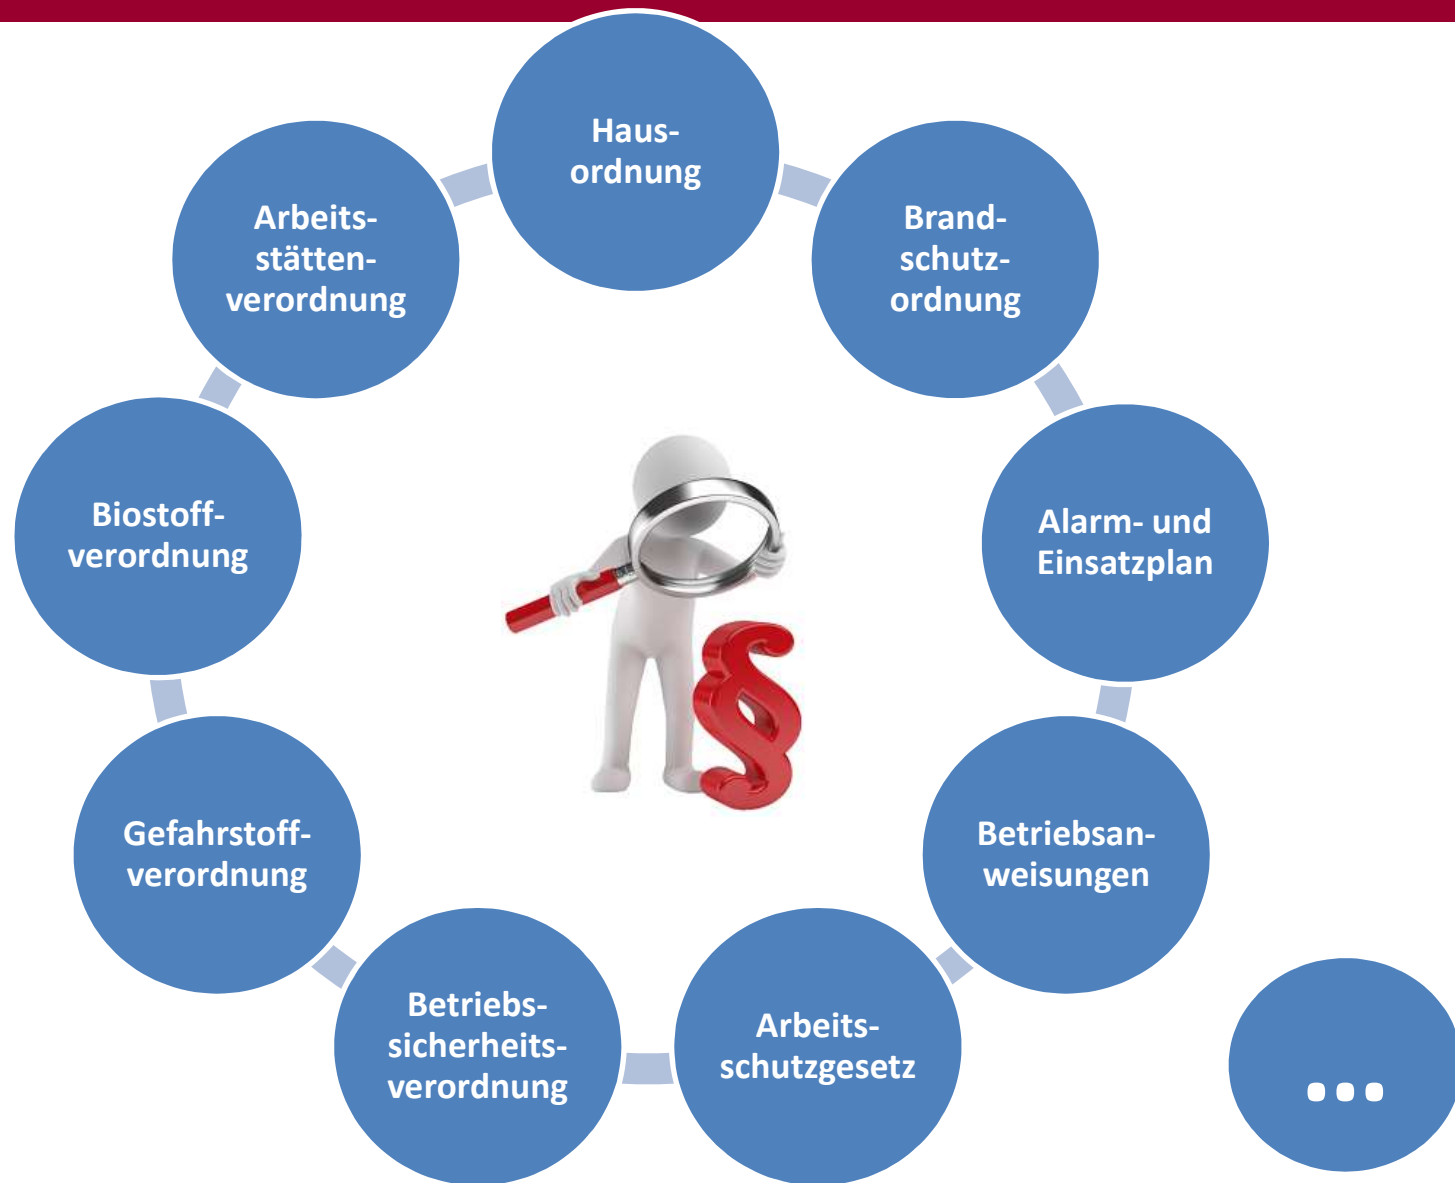 Haus-
ordnung
Brand-
schutz-
ordnung
Alarm- und
Einsatzplan
Betriebsan-
weisungen
Arbeits-
schutzgesetz
Betriebs-
sicherheits-
verordnung
Gefahrstoff-
verordnung
Biostoff-
verordnung
Arbeits-
stätten-
verordnung
§
...